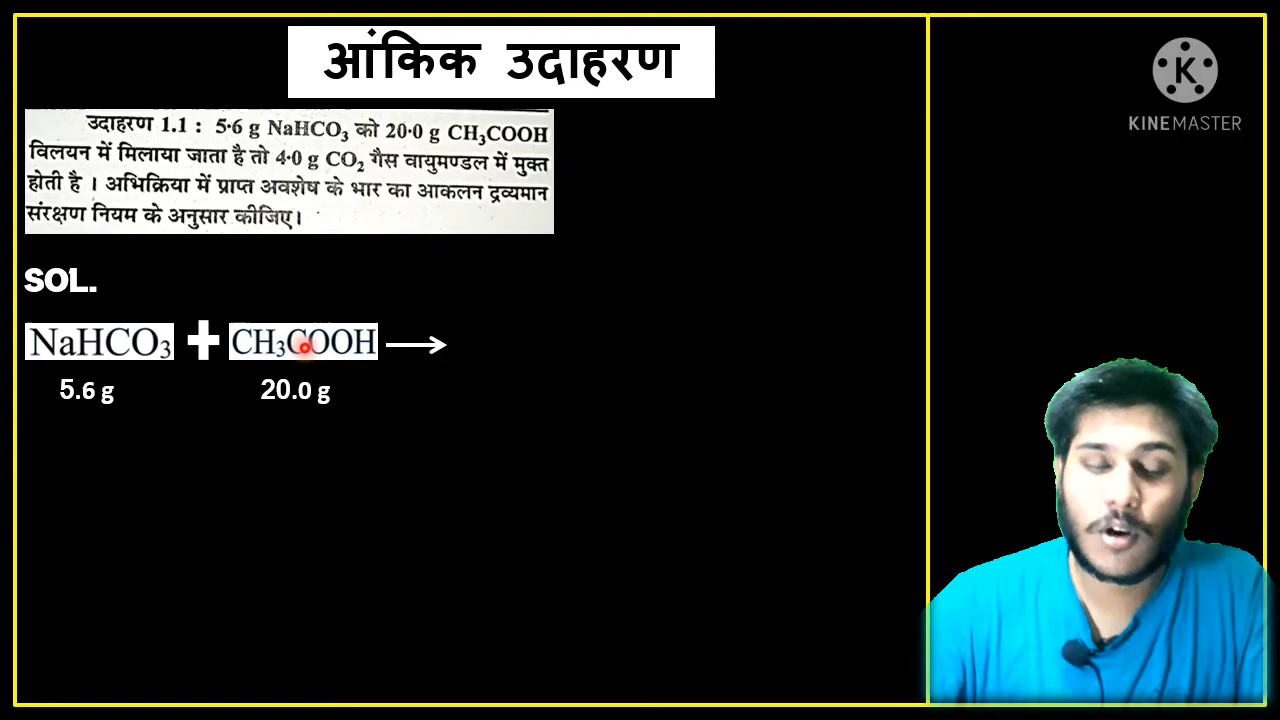 आंकिक उदाहरण
K
KINEMASTER
उदाहरण 1.1 : 5·6 g NaHCO₃ को 20·0 g CH₃COOH
विलयन में मिलाया जाता है तो 4·0 g CO₂ गैस वायुमण्डल में मुक्त
होती है । अभिक्रिया में प्राप्त अवशेष के भार का आकलन द्रव्यमान
संरक्षण नियम के अनुसार कीजिए।
SOL.
NaHCO₃ + CH₃COOH →
5.6 g 20.0 g